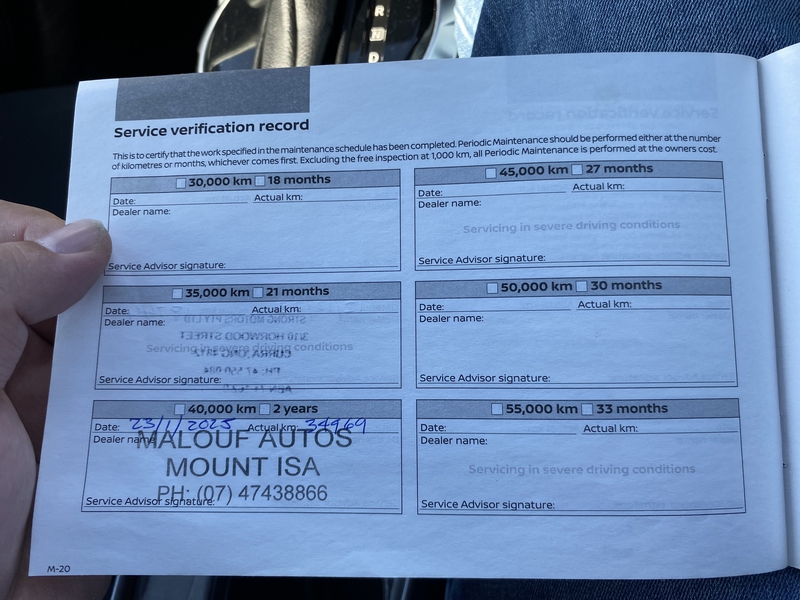 R
N
D
Service verification record
This is to certify that the work specified in the maintenance schedule has been completed. Periodic Maintenance should be performed either at the number
of kilometres or months, whichever comes first. Excluding the free inspection at 1,000 km, all Periodic Maintenance is performed at the owners cost.
30,000 km 18 months
Date: Actual km:
Dealer name:
Service Advisor signature:
35,000 km 21 months
Date: Actual km:
Dealer name:
Servicing in severe driving conditions
Service Advisor signature:
40,000 km 2 years
Date: 23/1/2025 Actual km: 34969
Dealer name:
MALOUF AUTOS
MOUNT ISA
PH: (07) 47438866
Service Advisor signature:
45,000 km 27 months
Date: Actual km:
Dealer name:
Servicing in severe driving conditions
Service Advisor signature:
50,000 km 30 months
Date: Actual km:
Dealer name:
Service Advisor signature:
55,000 km 33 months
Date: Actual km:
Dealer name:
Servicing in severe driving conditions
Service Advisor signature:
M-20